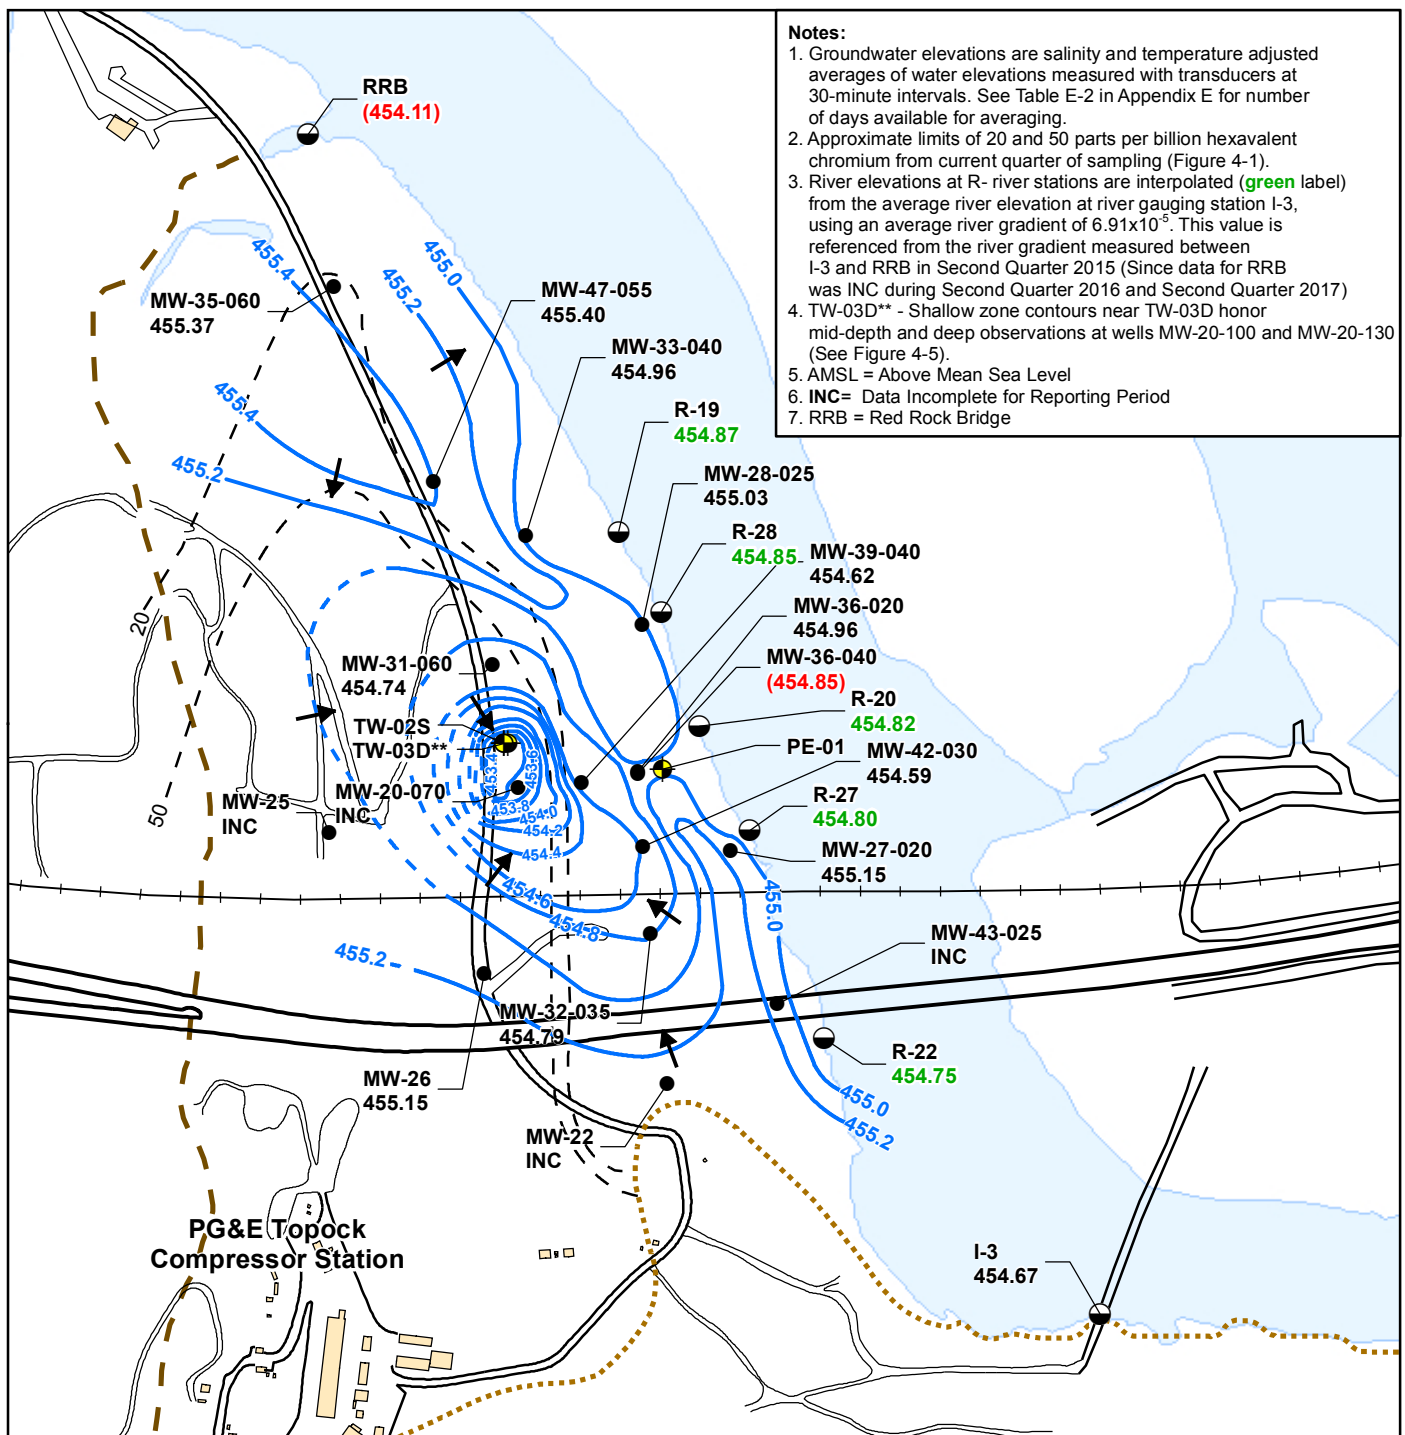 Notes:
1. Groundwater elevations are salinity and temperature adjusted
averages of water elevations measured with transducers at
30-minute intervals. See Table E-2 in Appendix E for number
of days available for averaging.
2. Approximate limits of 20 and 50 parts per billion hexavalent
chromium from current quarter of sampling (Figure 4-1).
3. River elevations at R- river stations are interpolated (green label)
from the average river elevation at river gauging station I-3,
using an average river gradient of 6.91x10⁻⁵. This value is
referenced from the river gradient measured between
I-3 and RRB in Second Quarter 2015 (Since data for RRB
was INC during Second Quarter 2016 and Second Quarter 2017)
4. TW-03D** - Shallow zone contours near TW-03D honor
mid-depth and deep observations at wells MW-20-100 and MW-20-130
(See Figure 4-5).
5. AMSL = Above Mean Sea Level
6. INC= Data Incomplete for Reporting Period
7. RRB = Red Rock Bridge
RRB
(454.11)
455.4
455.2
455.0
MW-35-060
455.37
MW-47-055
455.40
MW-33-040
454.96
455.4
455.2
R-19
454.87
MW-28-025
455.03
R-28
454.85
MW-39-040
454.62
MW-36-020
454.96
MW-36-040
(454.85)
20
50
MW-31-060
454.74
TW-02S
TW-03D**
R-20
454.82
PE-01
MW-42-030
454.59
MW-20-070
INC
MW-25
INC
453.4
453.6
453.8
454.0
454.2
454.4
454.6
454.8
R-27
454.80
MW-27-020
455.15
455.0
455.2
MW-43-025
INC
MW-32-035
454.79
R-22
454.75
MW-26
455.15
455.0
455.2
MW-22
INC
PG&E Topock
Compressor Station
I-3
454.67